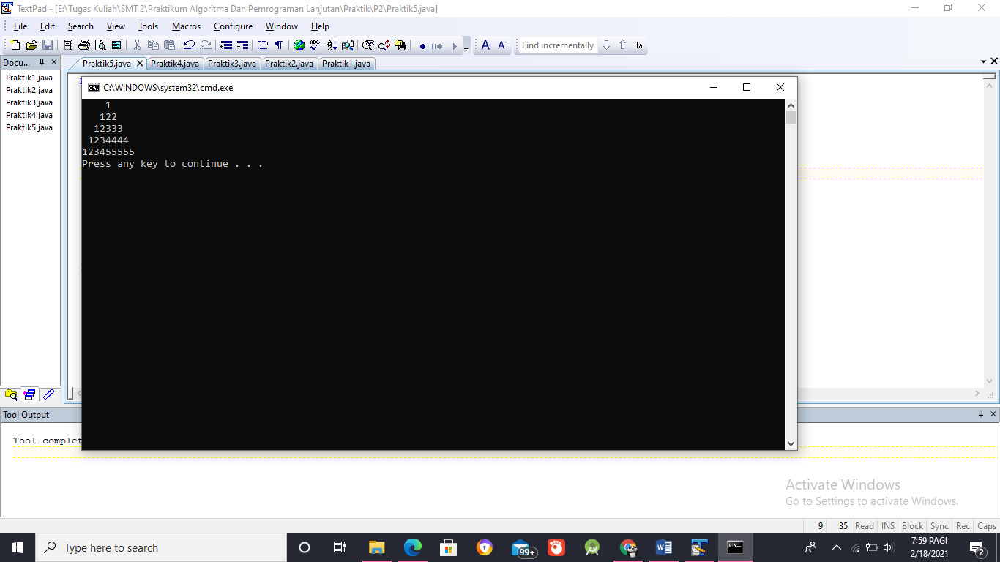 TextPad - [E:\Tugas Kuliah\SMT 2\Praktikum Algoritma Dan Pemrograman Lanjutan\Praktik\P2\Praktik5.java]
File Edit Search View Tools Macros Configure Window Help
Find incrementally
Docu...
Praktik5.java Praktik4.java Praktik3.java Praktik2.java Praktik1.java
Praktik1.java
Praktik2.java
Praktik3.java
Praktik4.java
Praktik5.java
C:\WINDOWS\system32\cmd.exe
    1
   122
  12333
 1234444
123455555
Press any key to continue . . .
Tool Output
Tool complet
Activate Windows
Go to Settings to activate Windows.
9 35 Read INS Block Sync Rec Caps
Type here to search
99+
7:59 PAGI
2/18/2021
2